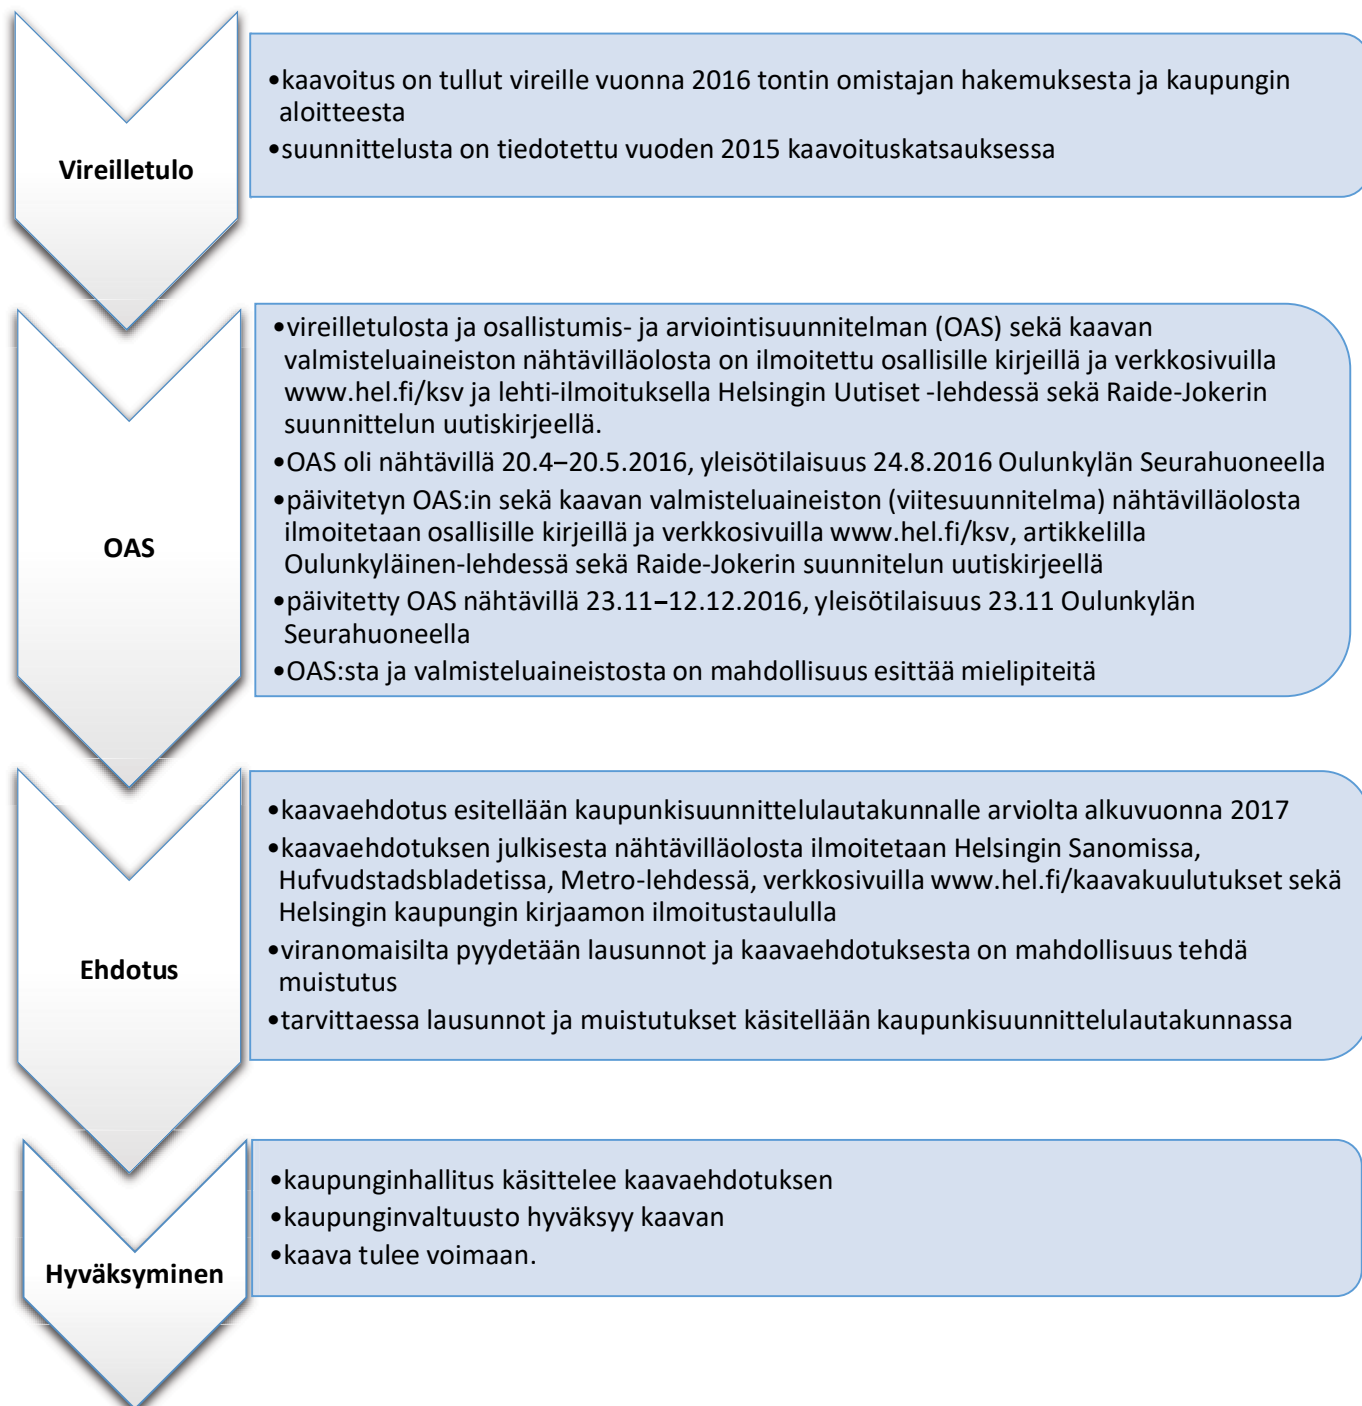 Vireilletulo
•kaavoitus on tullut vireille vuonna 2016 tontin omistajan hakemuksesta ja kaupungin
aloitteesta
•suunnittelusta on tiedotettu vuoden 2015 kaavoituskatsauksessa
OAS
•vireilletulosta ja osallistumis- ja arviointisuunnitelman (OAS) sekä kaavan
valmisteluaineiston nähtävilläolosta on ilmoitettu osallisille kirjeillä ja verkkosivuilla
www.hel.fi/ksv ja lehti-ilmoituksella Helsingin Uutiset -lehdessä sekä Raide-Jokerin
suunnittelun uutiskirjeellä.
•OAS oli nähtävillä 20.4–20.5.2016, yleisötilaisuus 24.8.2016 Oulunkylän Seurahuoneella
•päivitetyn OAS:in sekä kaavan valmisteluaineiston (viitesuunnitelma) nähtävilläolosta
ilmoitetaan osallisille kirjeillä ja verkkosivuilla www.hel.fi/ksv, artikkelilla
Oulunkyläinen-lehdessä sekä Raide-Jokerin suunnitelun uutiskirjeellä
•päivitetty OAS nähtävillä 23.11–12.12.2016, yleisötilaisuus 23.11 Oulunkylän
Seurahuoneella
•OAS:sta ja valmisteluaineistosta on mahdollisuus esittää mielipiteitä
Ehdotus
•kaavaehdotus esitellään kaupunkisuunnittelulautakunnalle arviolta alkuvuonna 2017
•kaavaehdotuksen julkisesta nähtävilläolosta ilmoitetaan Helsingin Sanomissa,
Hufvudstadsbladetissa, Metro-lehdessä, verkkosivuilla www.hel.fi/kaavakuulutukset sekä
Helsingin kaupungin kirjaamon ilmoitustaululla
•viranomaisilta pyydetään lausunnot ja kaavaehdotuksesta on mahdollisuus tehdä
muistutus
•tarvittaessa lausunnot ja muistutukset käsitellään kaupunkisuunnittelulautakunnassa
Hyväksyminen
•kaupunginhallitus käsittelee kaavaehdotuksen
•kaupunginvaltuusto hyväksyy kaavan
•kaava tulee voimaan.